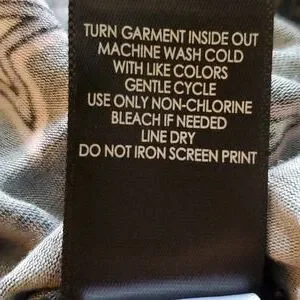 TURN GARMENT INSIDE OUT
MACHINE WASH COLD
WITH LIKE COLORS
GENTLE CYCLE
USE ONLY NON-CHLORINE
BLEACH IF NEEDED
LINE DRY
DO NOT IRON SCREEN PRINT